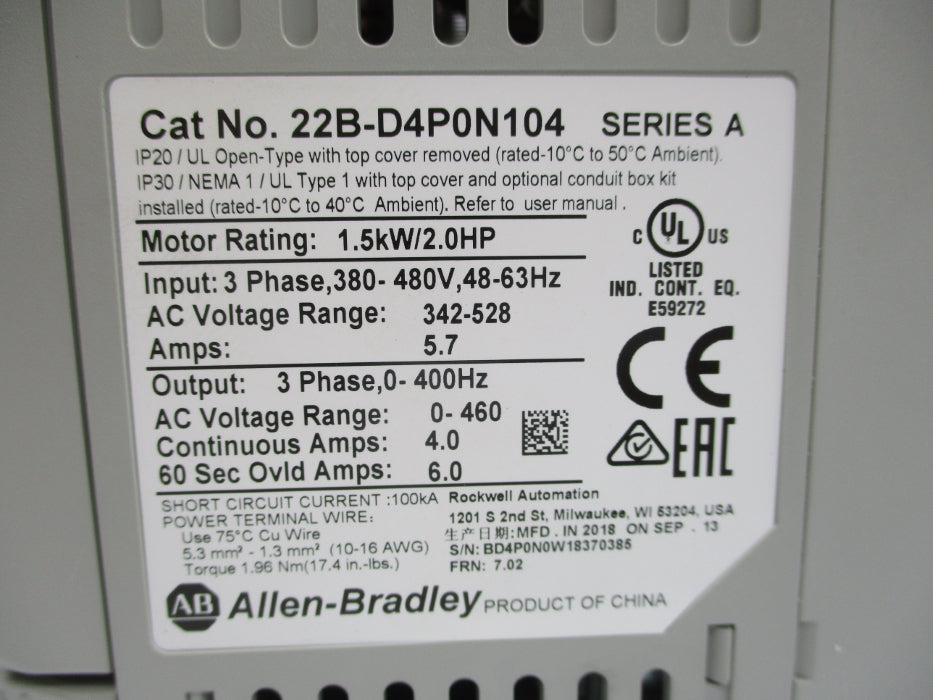 Cat No. 22B-D4P0N104 SERIES A
IP20 / UL Open-Type with top cover removed (rated-10°C to 50°C Ambient).
IP30 / NEMA 1 / UL Type 1 with top cover and optional conduit box kit
installed (rated-10°C to 40°C Ambient). Refer to user manual .
Motor Rating: 1.5kW/2.0HP
Input: 3 Phase,380- 480V,48-63Hz
AC Voltage Range: 342-528
Amps: 5.7
Output: 3 Phase,0- 400Hz
AC Voltage Range: 0- 460
Continuous Amps: 4.0
60 Sec Ovld Amps: 6.0
C UL US
LISTED
IND. CONT. EQ.
E59272
CE
EAC
SHORT CIRCUIT CURRENT :100kA
POWER TERMINAL WIRE:
Use 75°C Cu Wire
5.3 mm² - 1.3 mm² (10-16 AWG)
Torque 1.96 Nm(17.4 in.-lbs.)
Rockwell Automation
1201 S 2nd St, Milwaukee, WI 53204, USA
生产日期:MFD . IN 2018 ON SEP . 13
S/N: BD4P0N0W18370385
FRN: 7.02
AB Allen-Bradley PRODUCT OF CHINA